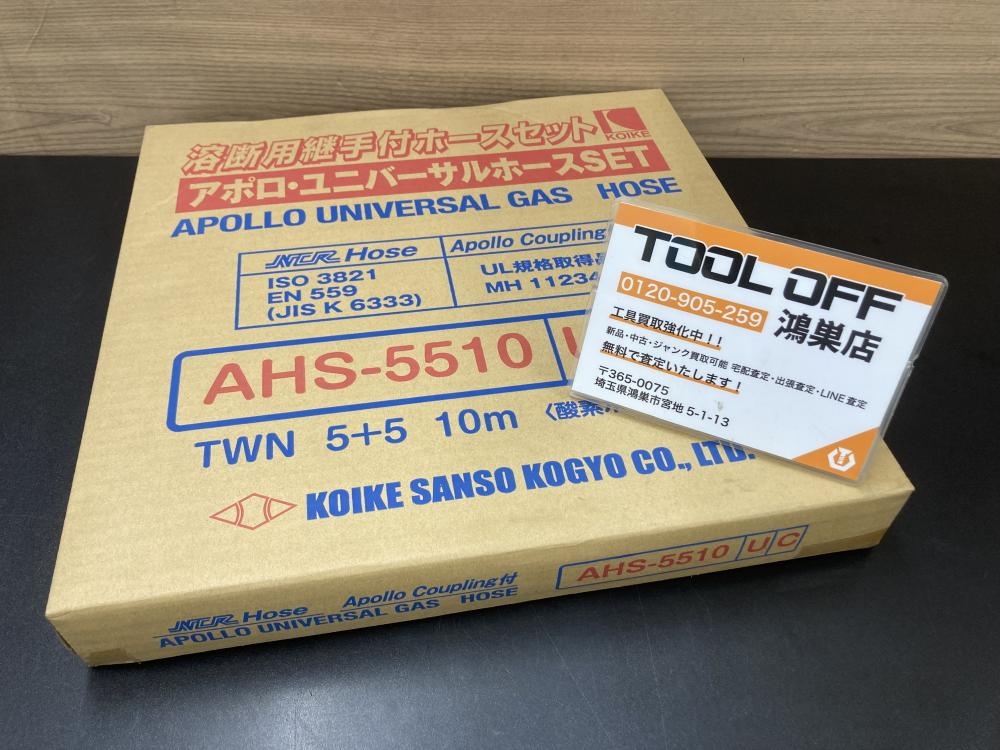 溶断用継手付ホースセット
KOIKE
アポロ・ユニバーサルホースSET
APOLLO UNIVERSAL GAS HOSE
NCR Hose
ISO 3821
EN 559
(JIS K 6333)
Apollo Coupling
UL規格取得
MH 11234
AHS-5510
TWN 5+5 10m 〈酸素
KOIKE SANSO KOGYO CO., LTD.
NCR Hose Apollo Coupling付
APOLLO UNIVERSAL GAS HOSE
AHS-5510 U C
TOOL OFF
0120-905-259
鴻巣店
工具買取強化中!!
新品・中古・ジャンク買取可能 宅配査定・出張査定・LINE査定
無料で査定いたします!
〒365-0075
埼玉県鴻巣市宮地 5-1-13